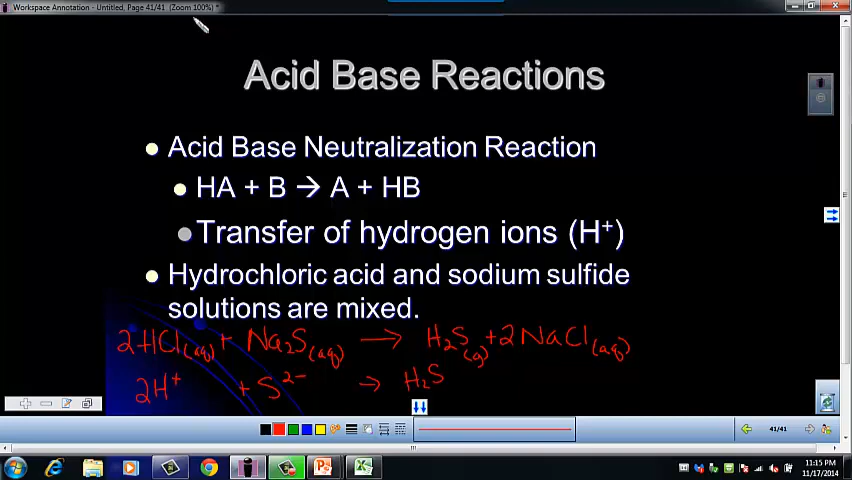 Workspace Annotation - Untitled, Page 41/41 (Zoom 100%) *
Acid Base Reactions
Acid Base Neutralization Reaction
HA + B → A + HB
Transfer of hydrogen ions (H⁺)
Hydrochloric acid and sodium sulfide
solutions are mixed.
2HCl(aq) + Na₂S(aq) → H₂S(g) + 2NaCl(aq)
2H⁺ + S²⁻ → H₂S
41/41
11:15 PM
11/17/2014